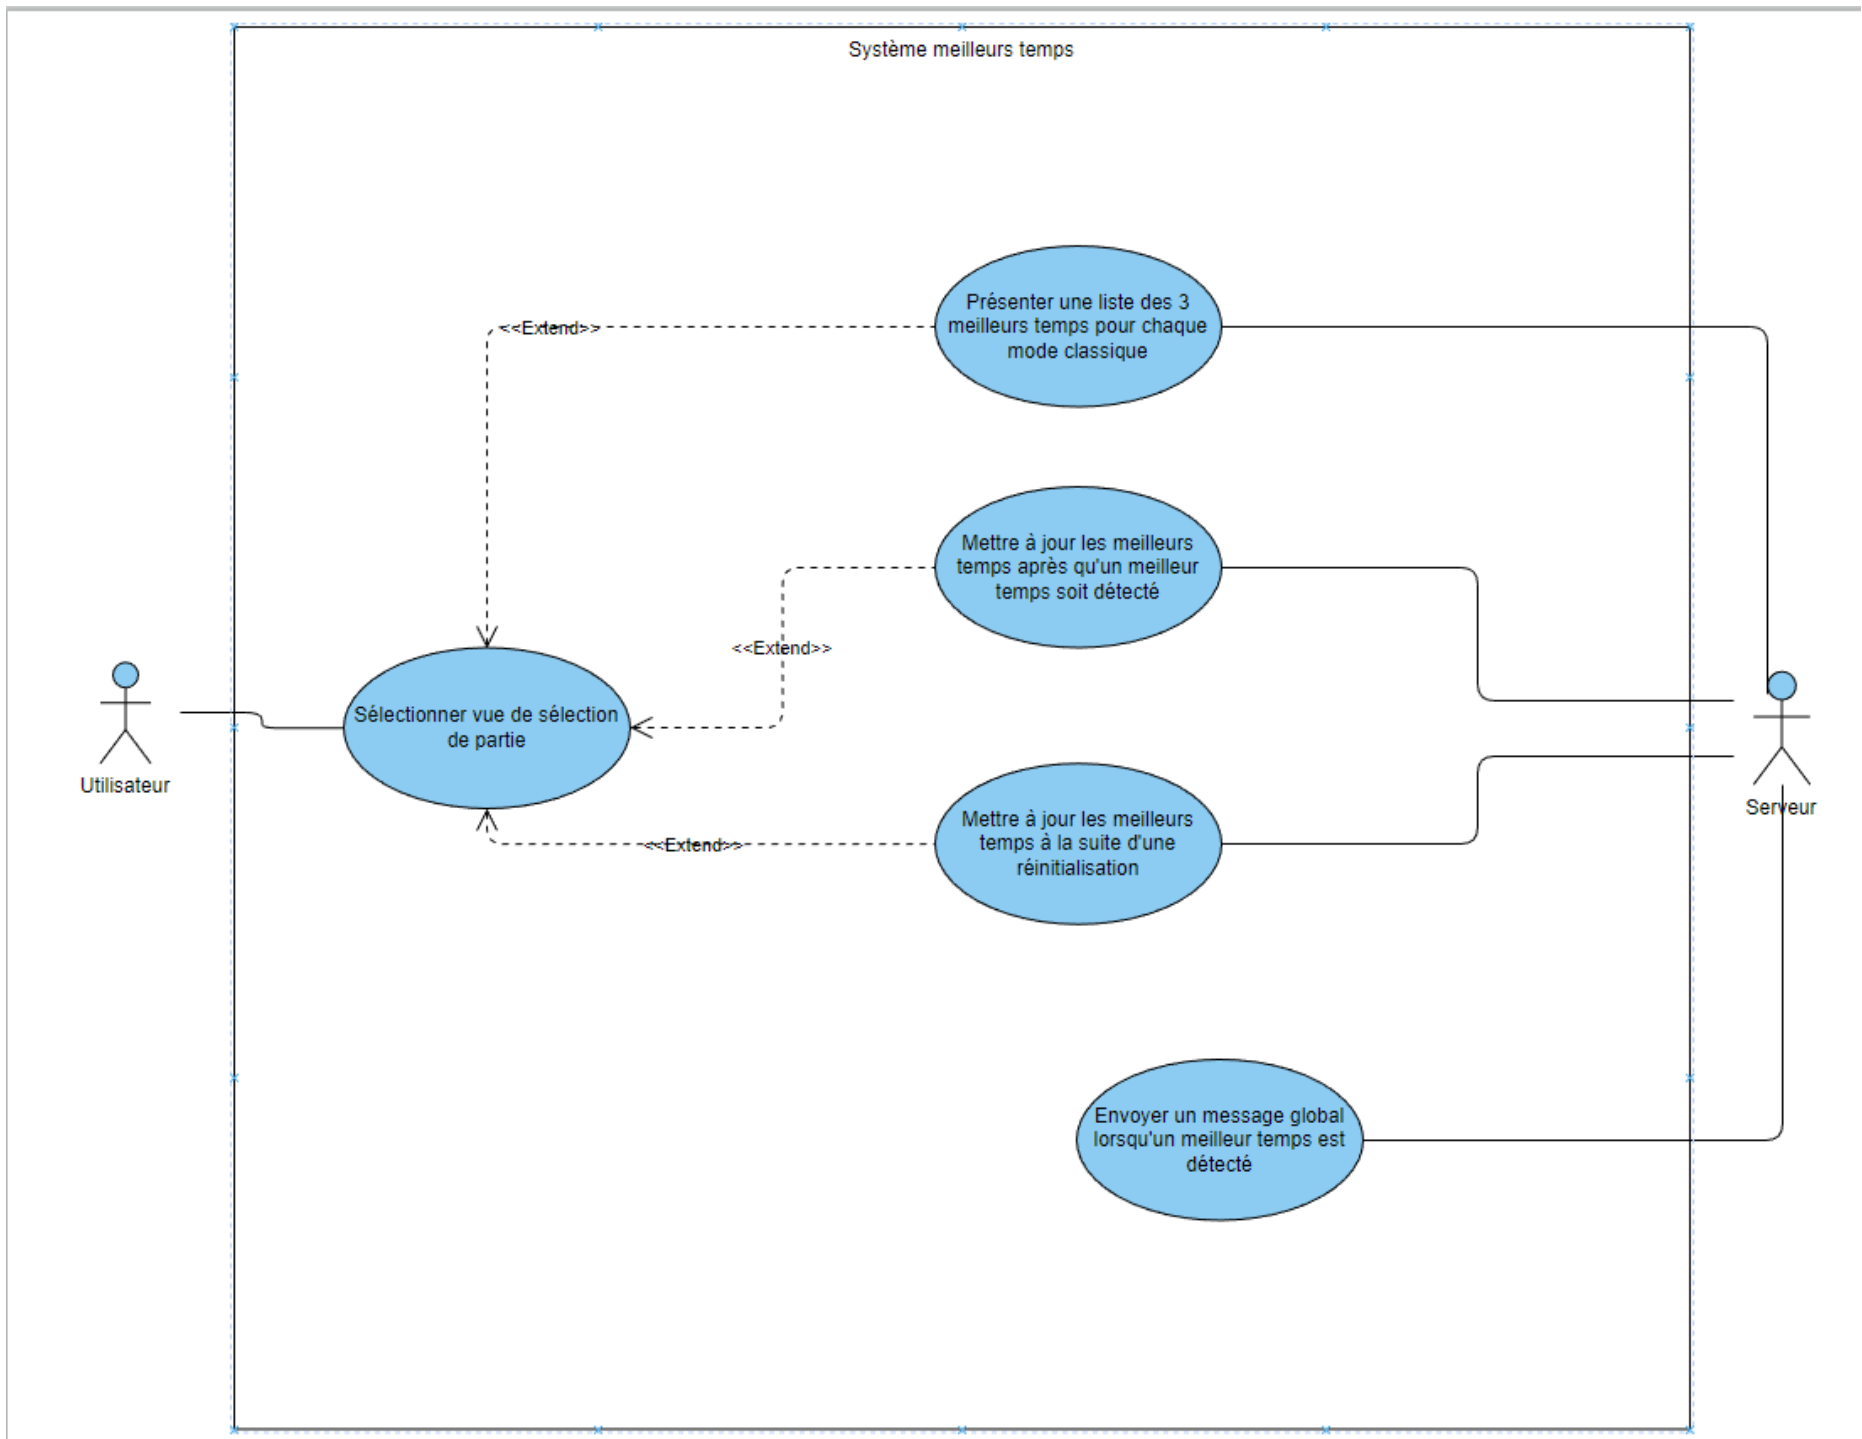 Système meilleurs temps
Présenter une liste des 3
meilleurs temps pour chaque
mode classique
<<Extend>>
Mettre à jour les meilleurs
temps après qu'un meilleur
temps soit détecté
<<Extend>>
Sélectionner vue de sélection
de partie
Utilisateur
Serveur
Mettre à jour les meilleurs
temps à la suite d'une
réinitialisation
<<Extend>>
Envoyer un message global
lorsqu'un meilleur temps est
détecté